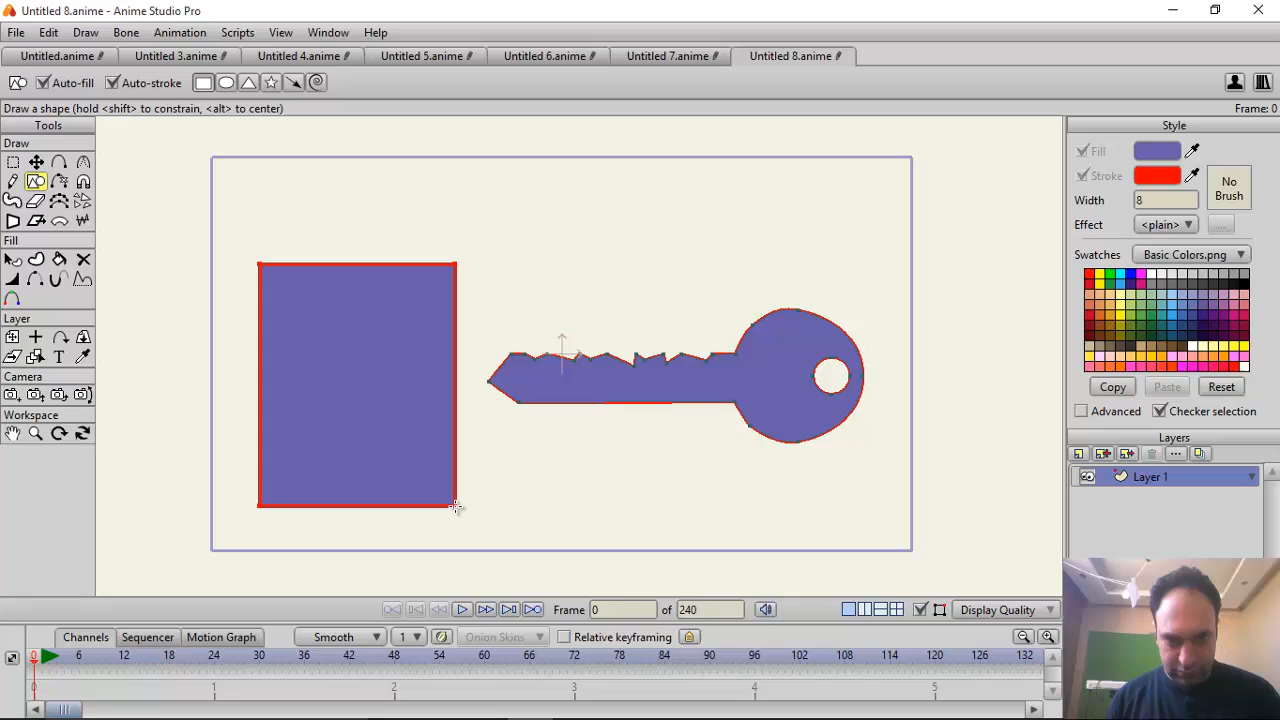 Untitled 8.anime - Anime Studio Pro
File Edit Draw Bone Animation Scripts View Window Help
Untitled.anime Untitled 3.anime Untitled 4.anime Untitled 5.anime Untitled 6.anime Untitled 7.anime Untitled 8.anime
Auto-fill Auto-stroke
Draw a shape (hold <shift> to constrain, <alt> to center) Frame: 0
Tools
Draw
Fill
Layer
Camera
Workspace
Style
Fill
Stroke
No Brush
Width 8
Effect <plain> ...
Swatches Basic Colors.png
Copy Paste Reset
Advanced Checker selection
Layers
Layer 1
Frame 0 of 240 Display Quality
Channels Sequencer Motion Graph Smooth 1 Onion Skins Relative keyframing
0 6 12 18 24 30 36 42 48 54 60 66 72 78 84 90 96 102 108 114 120 126 132
0 1 2 3 4 5